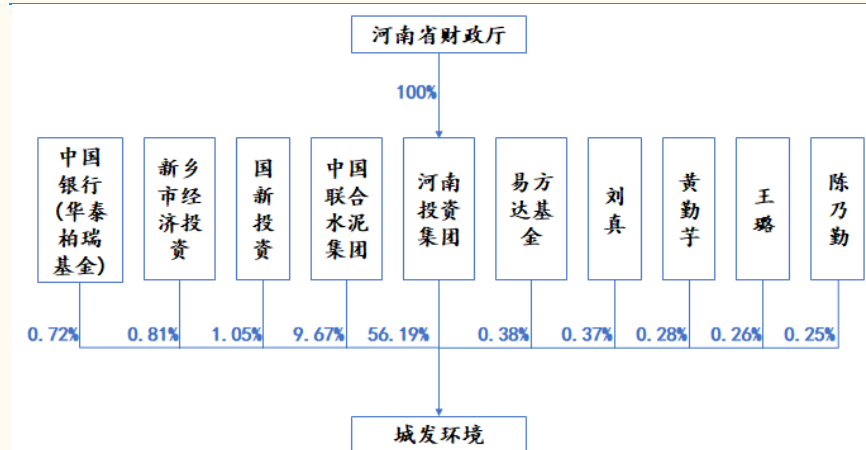 河南省财政厅
100%
中国
银行
(华泰
柏瑞
基金)
新乡
市经
济投
资
国
新
投
资
中国
联合
水泥
集团
河南
投资
集团
易方
达基
金
刘
真
黄
勤
芋
王
璐
陈
乃
勤
0.72%
0.81%
1.05%
9.67%
56.19%
0.38%
0.37%
0.28%
0.26%
0.25%
城发环境